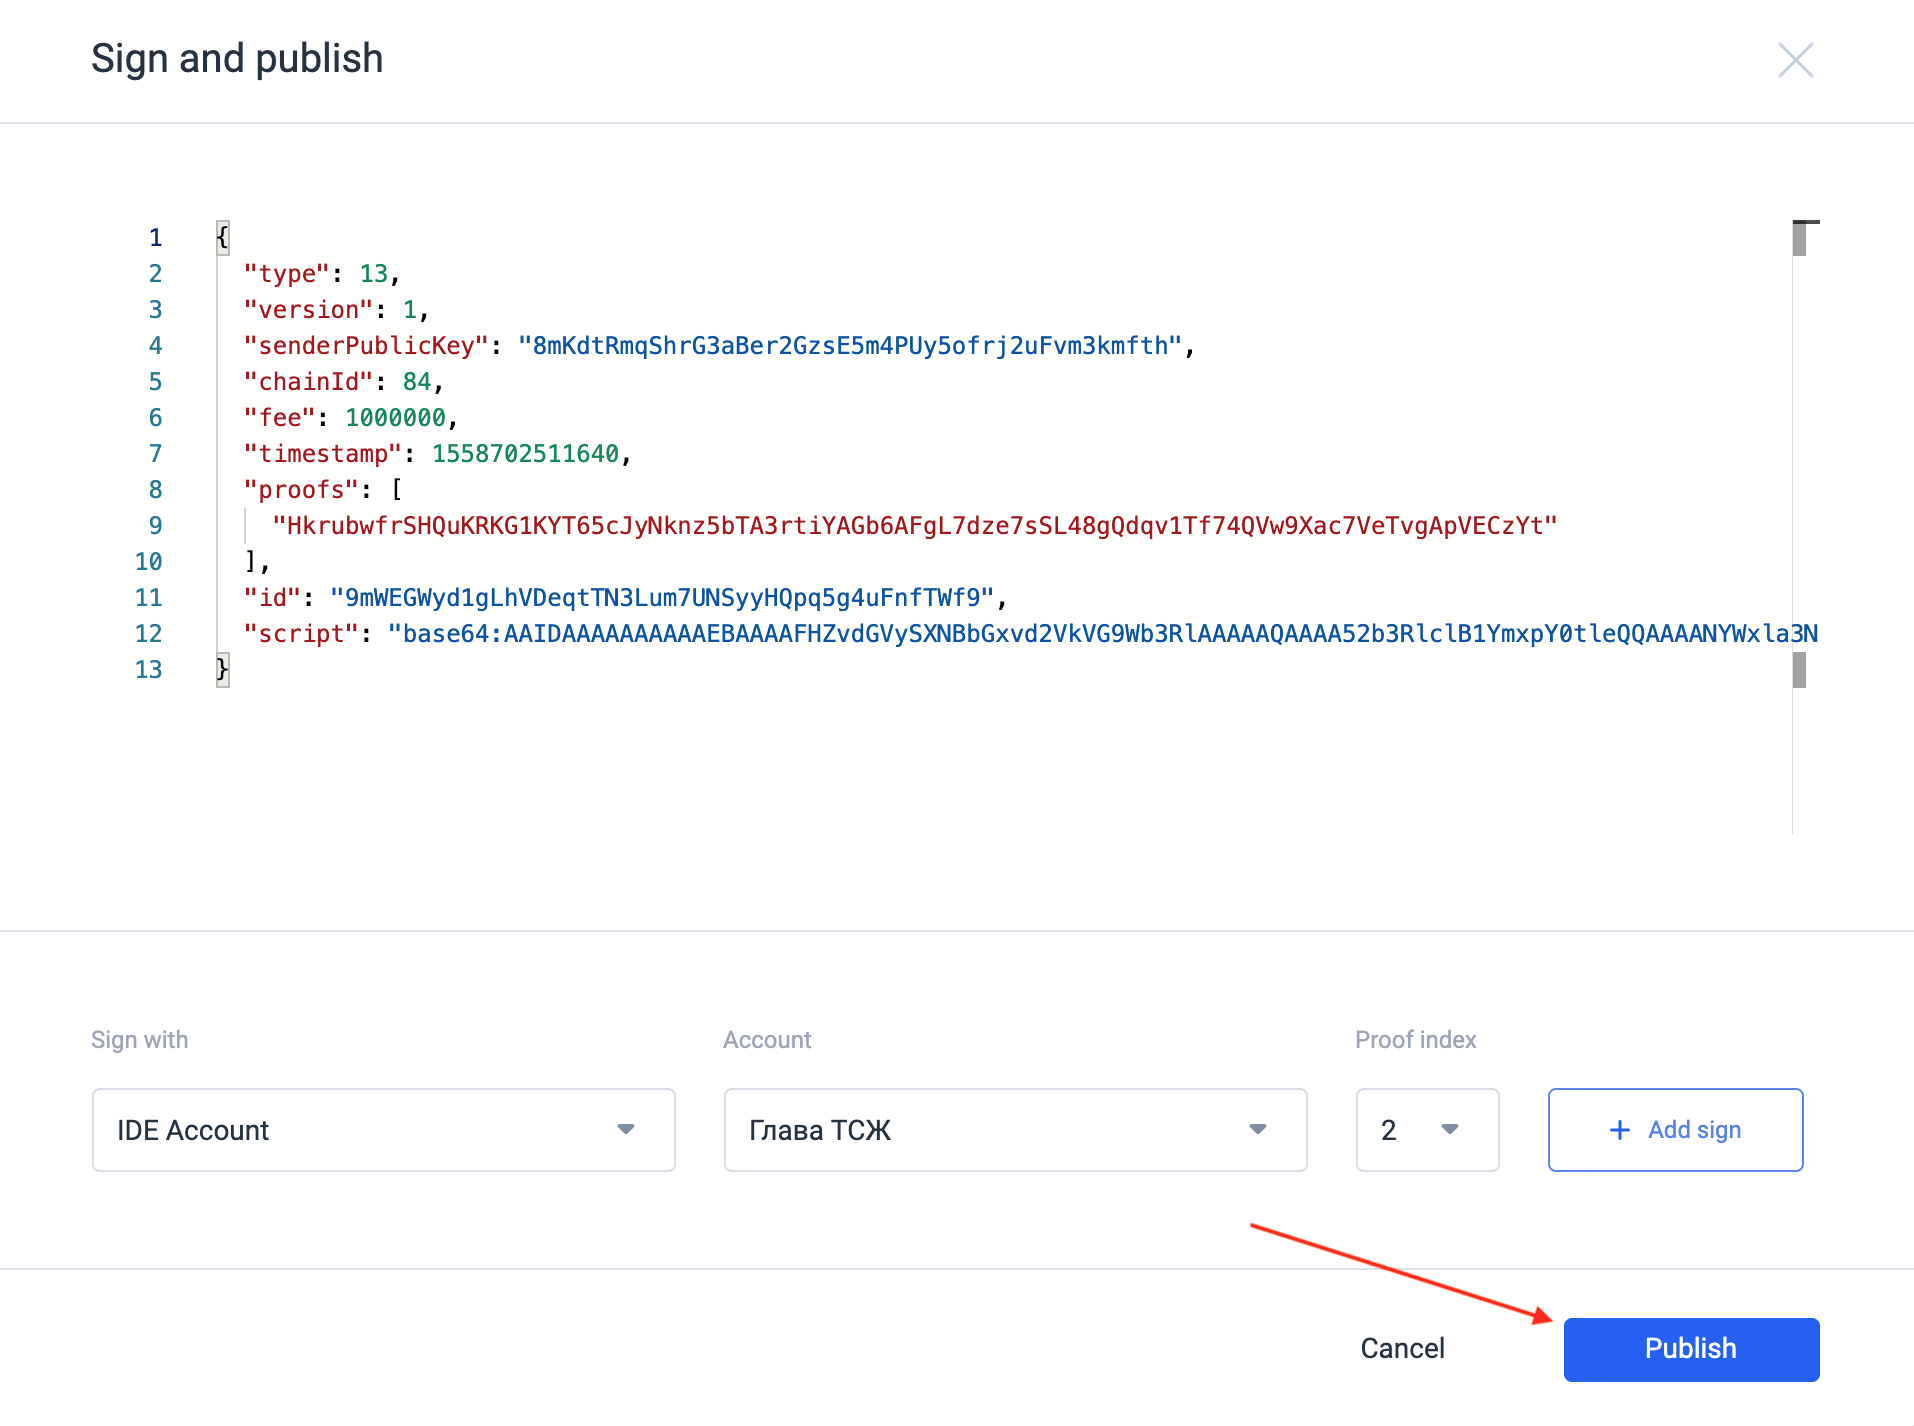 Sign and publish
1 {
2 "type": 13,
3 "version": 1,
4 "senderPublicKey": "8mKdtRmqShrG3aBer2GzsE5m4PUy5ofrj2uFvm3kmfth",
5 "chainId": 84,
6 "fee": 1000000,
7 "timestamp": 1558702511640,
8 "proofs": [
9 "HkrubwfrSHQuKRKG1KYT65cJyNknz5bTA3rtiYAGb6AFgL7dze7sSL48gQdqv1Tf74QVw9Xac7VeTvgApVECzYt"
10 ],
11 "id": "9mWEGWyd1gLhVDeqtTN3Lum7UNSyyHQpq5g4uFnfTWf9",
12 "script": "base64:AAIDAAAAAAAAAAEBAAAAFHZvdGVySXNBbGxvd2VkVG9Wb3RlAAAAAQAAAA52b3RlclB1YmxpY0tleQQAAAANYWxla3N
13 }
Sign with Account Proof index
IDE Account Глава ТСЖ 2 + Add sign
Cancel Publish